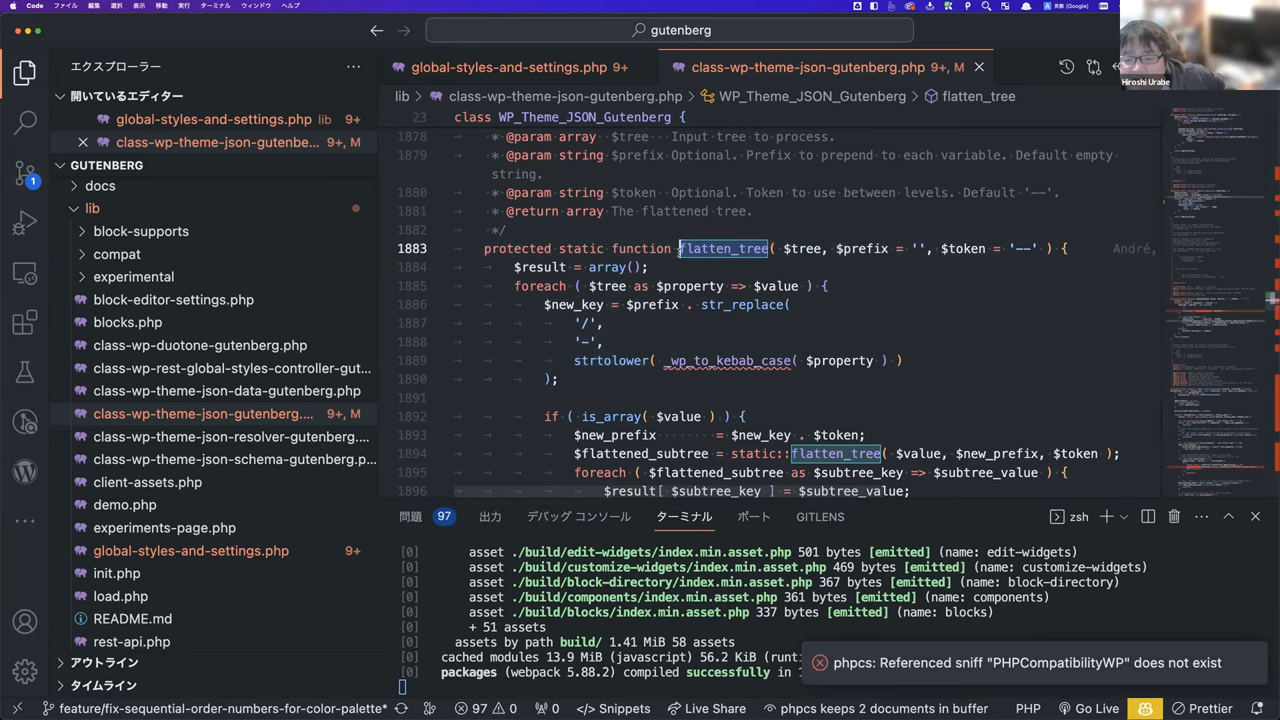 Code ファイル 編集 選択 表示 移動 実行 ターミナル ウィンドウ ヘルプ
英数 (Google)
gutenberg
Hiroshi Urabe
エクスプローラー
開いているエディター
global-styles-and-settings.php lib 9+
class-wp-theme-json-gutenbe... 9+, M
GUTENBERG
docs
lib
block-supports
compat
experimental
block-editor-settings.php
blocks.php
class-wp-duotone-gutenberg.php
class-wp-rest-global-styles-controller-gut...
class-wp-theme-json-data-gutenberg.php
class-wp-theme-json-gutenberg.... 9+, M
class-wp-theme-json-resolver-gutenberg....
class-wp-theme-json-schema-gutenberg.php
client-assets.php
demo.php
experiments-page.php
global-styles-and-settings.php 9+
init.php
load.php
README.md
rest-api.php
アウトライン
タイムライン
1
global-styles-and-settings.php 9+
class-wp-theme-json-gutenberg.php 9+, M
lib > class-wp-theme-json-gutenberg.php > WP_Theme_JSON_Gutenberg > flatten_tree
23 class _Theme_JSON_Gutenberg {
1878 @param array $tree Input tree to process.
1879 @param string $prefix Optional. Prefix to prepend to each variable. Default empty
string.
1880 @param string $token Optional. Token to use between levels. Default '--'.
1881 * @return array The flattened tree.
*/
1883 ected static function flatten_tree( $tree, $prefix = '', $token = '--' ) { André,
1884 $result = array();
1885 foreach ( $tree as $property => $value ) {
1886 $new_key = $prefix . str_replace(
1887 '/',
1888 '-',
1889 strtolower( _wp_to_kebab_case( $property ) )
1890 );
1891
1892 if ( is_array( $value ) ) {
1893 $new_prefix = $new_key . $token;
1894 $flattened_subtree = static::flatten_tree( $value, $new_prefix, $token );
1895 foreach ( $flattened_subtree as $subtree_key => $subtree_value ) {
1896 $result[ $subtree_key ] = $subtree_value;
問題 97 出力 デバッグ コンソール ターミナル ポート GITLENS
zsh
[0] asset ./build/edit-widgets/index.min.asset.php 501 bytes [emitted] (name: edit-widgets)
[0] asset ./build/customize-widgets/index.min.asset.php 469 bytes [emitted] (name: customize-widgets)
[0] asset ./build/block-directory/index.min.asset.php 367 bytes [emitted] (name: block-directory)
[0] asset ./build/components/index.min.asset.php 361 bytes [emitted] (name: components)
[0] asset ./build/blocks/index.min.asset.php 337 bytes [emitted] (name: blocks)
[0] + 51 assets
[0] assets by path build/ 1.41 MiB 58 assets
[0] cached modules 13.9 MiB (javascript) 56.2 KiB (runti
[0] packages (webpack 5.88.2) compiled successfully in
phpcs: Referenced sniff "PHPCompatibilityWP" does not exist
feature/fix-sequential-order-numbers-for-color-palette* 97 0 0 </> Snippets Live Share phpcs keeps 2 documents in buffer PHP Go Live Prettier